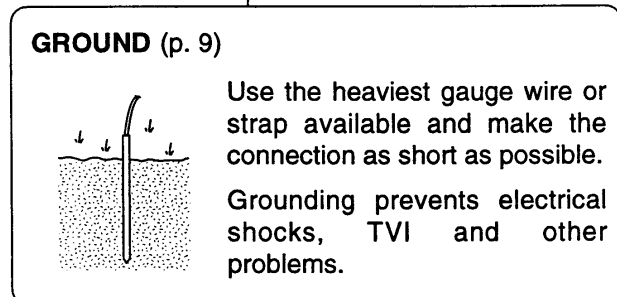 GROUND (p. 9)
Use the heaviest gauge wire or
strap available and make the
connection as short as possible.
Grounding prevents electrical
shocks, TVI and other
problems.